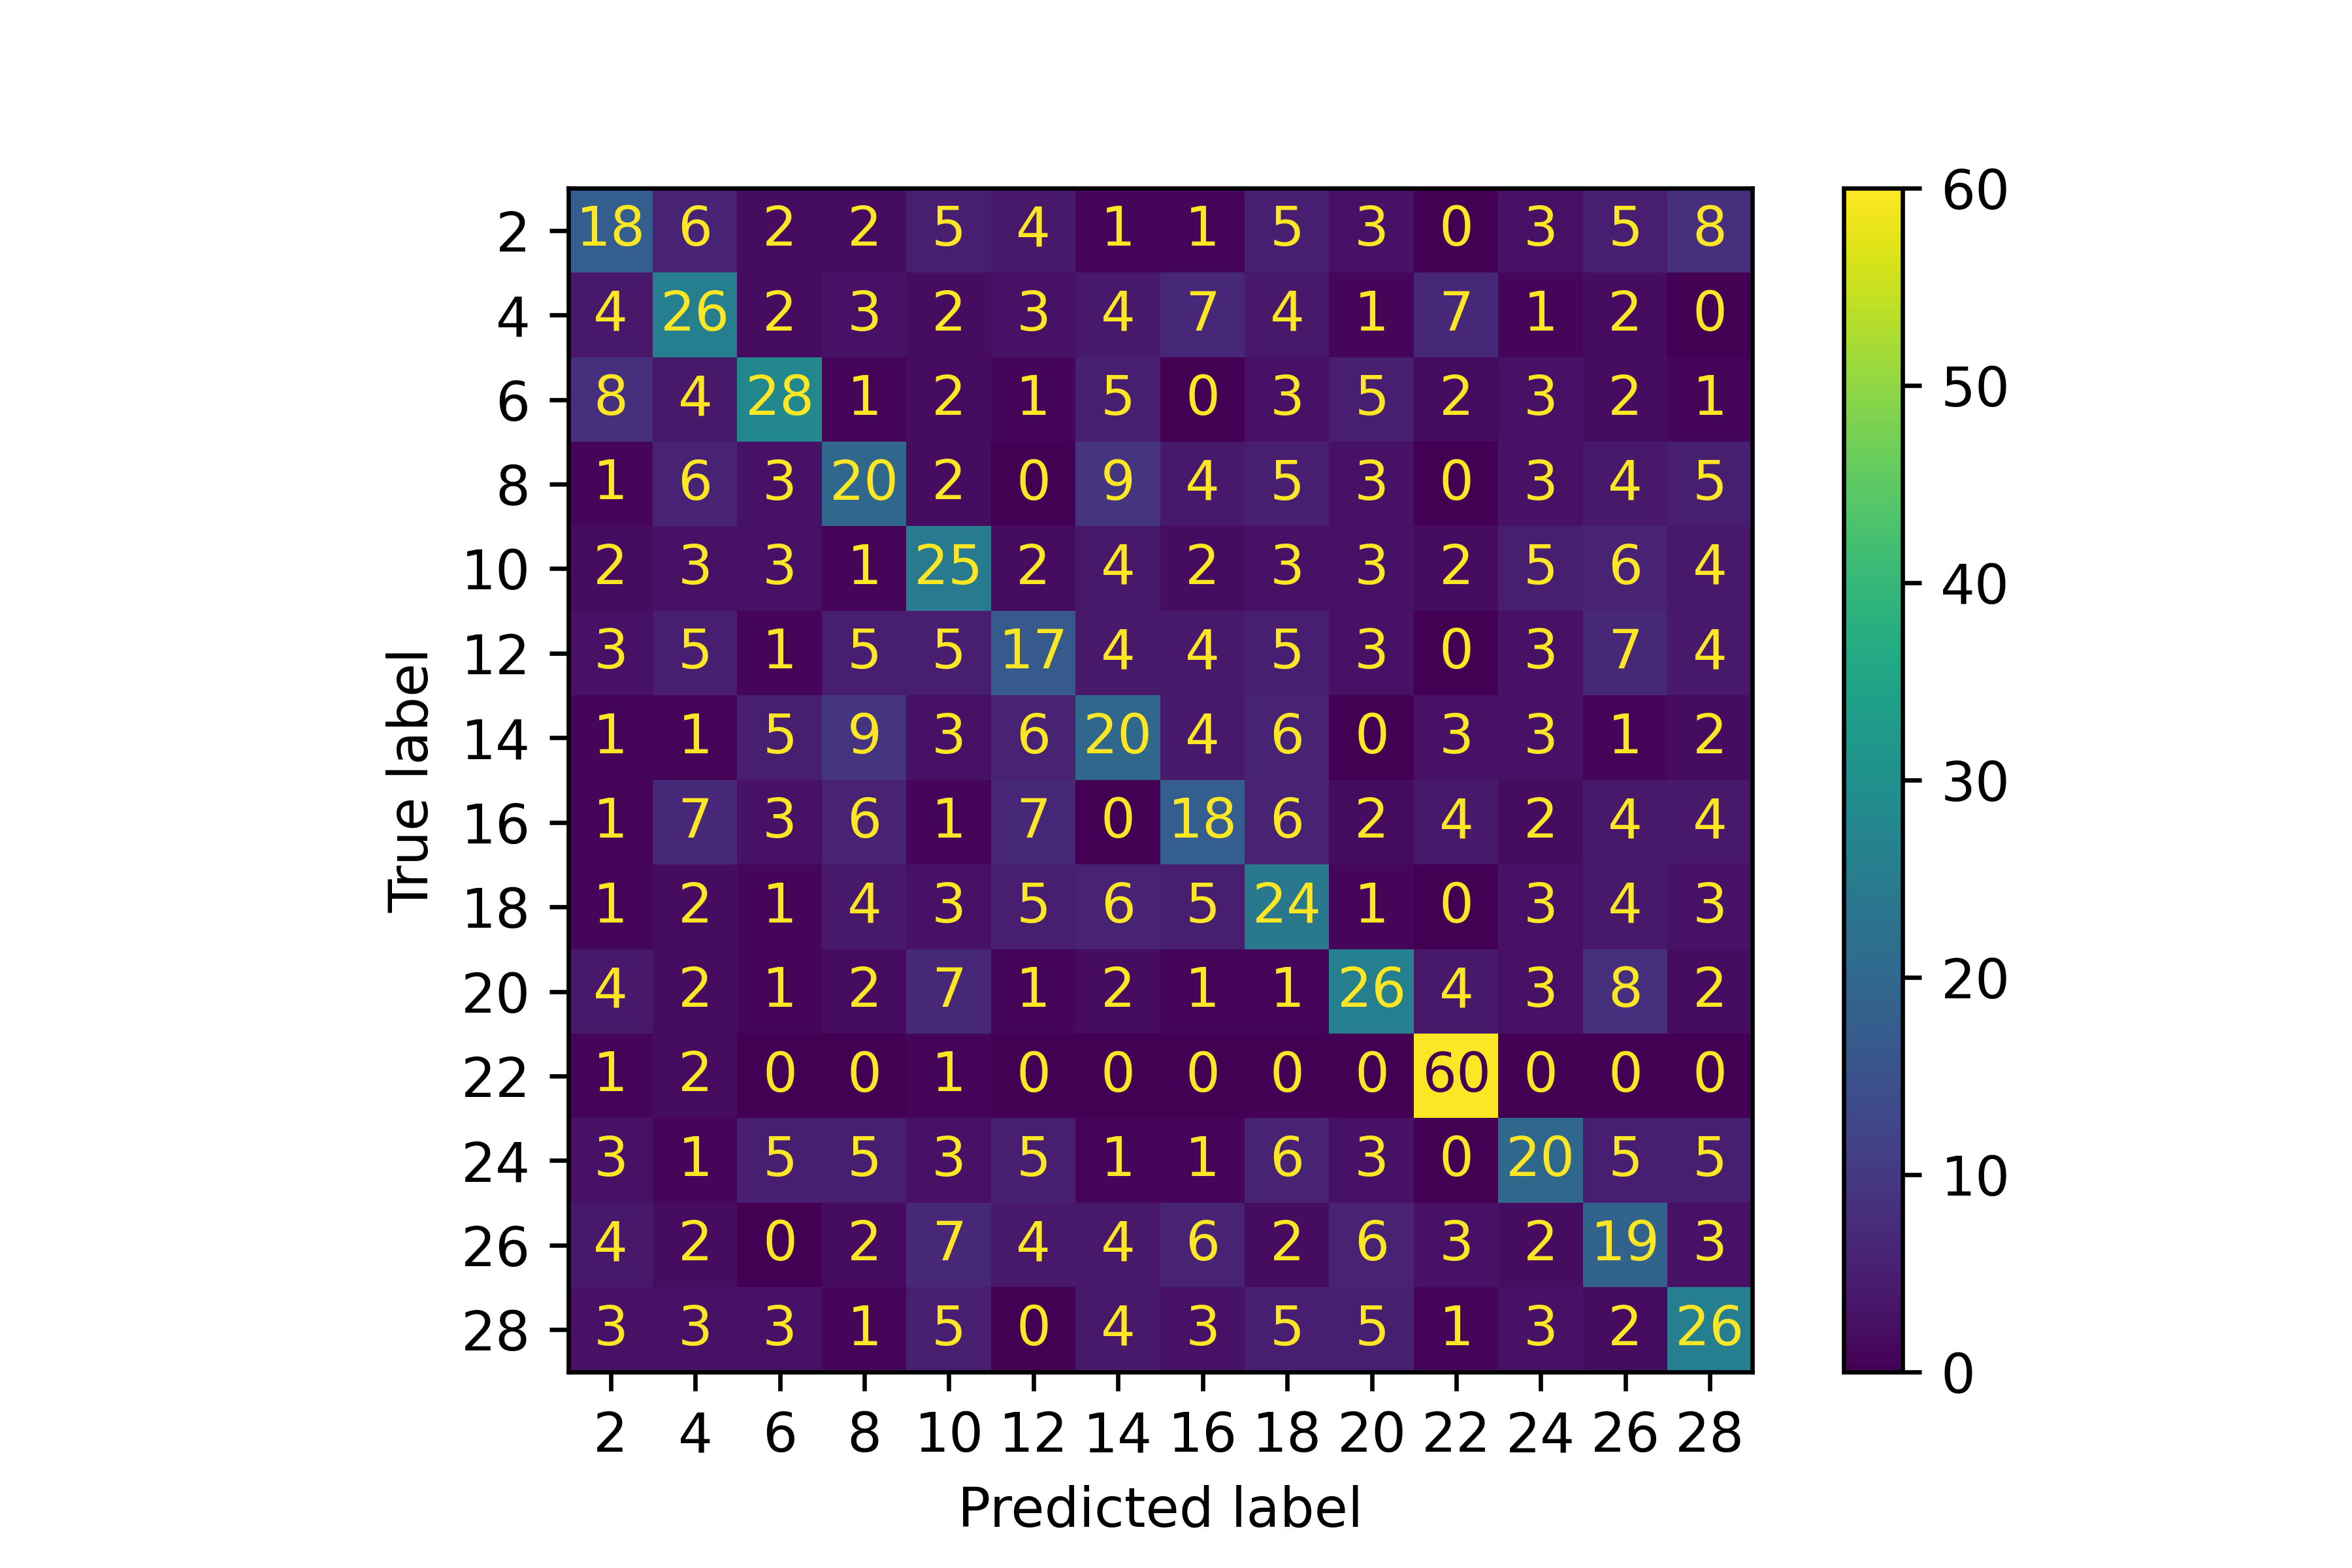 2 18 6 2 2 5 4 1 1 5 3 0 3 5 8
4 4 26 2 3 2 3 4 7 4 1 7 1 2 0
6 8 4 28 1 2 1 5 0 3 5 2 3 2 1
8 1 6 3 20 2 0 9 4 5 3 0 3 4 5
10 2 3 3 1 25 2 4 2 3 3 2 5 6 4
12 3 5 1 5 5 17 4 4 5 3 0 3 7 4
14 1 1 5 9 3 6 20 4 6 0 3 3 1 2
16 1 7 3 6 1 7 0 18 6 2 4 2 4 4
18 1 2 1 4 3 5 6 5 24 1 0 3 4 3
20 4 2 1 2 7 1 2 1 1 26 4 3 8 2
22 1 2 0 0 1 0 0 0 0 0 60 0 0 0
24 3 1 5 5 3 5 1 1 6 3 0 20 5 5
26 4 2 0 2 7 4 4 6 2 6 3 2 19 3
28 3 3 3 1 5 0 4 3 5 5 1 3 2 26
2 4 6 8 10 12 14 16 18 20 22 24 26 28
Predicted label
True label
60
50
40
30
20
10
0